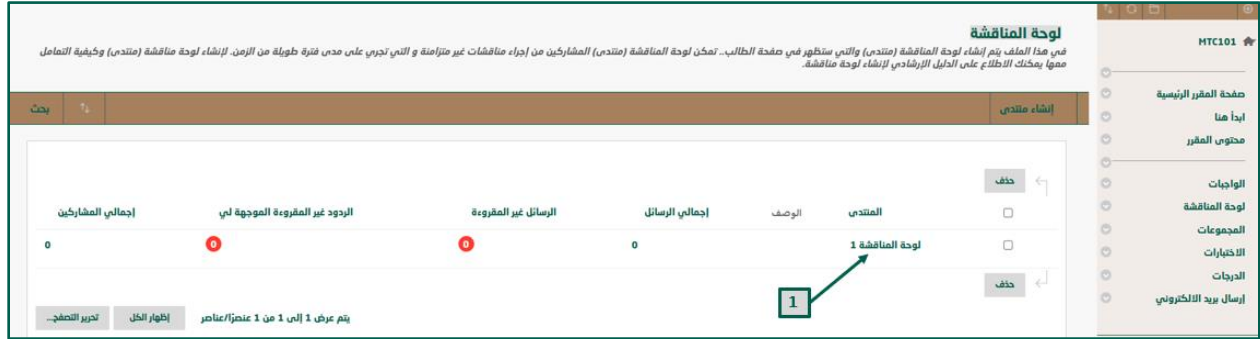 MTC101
صفحة المقرر الرئيسية
ابدأ هنا
محتوى المقرر
الواجبات
لوحة المناقشة
المجموعات
الاختبارات
الدرجات
إرسال بريد الالكتروني
لوحة المناقشة
في هذا الملف يتم إنشاء لوحة المناقشة (منتدى) والتي ستظهر في صفحة الطالب.. تمكن لوحة المناقشة (منتدى) المشاركين من إجراء مناقشات غير متزامنة و التي تجري على مدى فترة طويلة من الزمن. لإنشاء لوحة مناقشة (منتدى) وكيفية التعامل
معها يمكنك الاطلاع على الدليل الإرشادي لإنشاء لوحة مناقشة.
إنشاء منتدى بحث
حذف
المنتدى الوصف إجمالي الرسائل الرسائل غير المقروءة الردود غير المقروءة الموجهة لي إجمالي المشاركين
لوحة المناقشة 1 0 0 0 0
حذف
1
يتم عرض 1 إلى 1 من 1 عنصرًا/عناصر إظهار الكل تحرير التصفح...